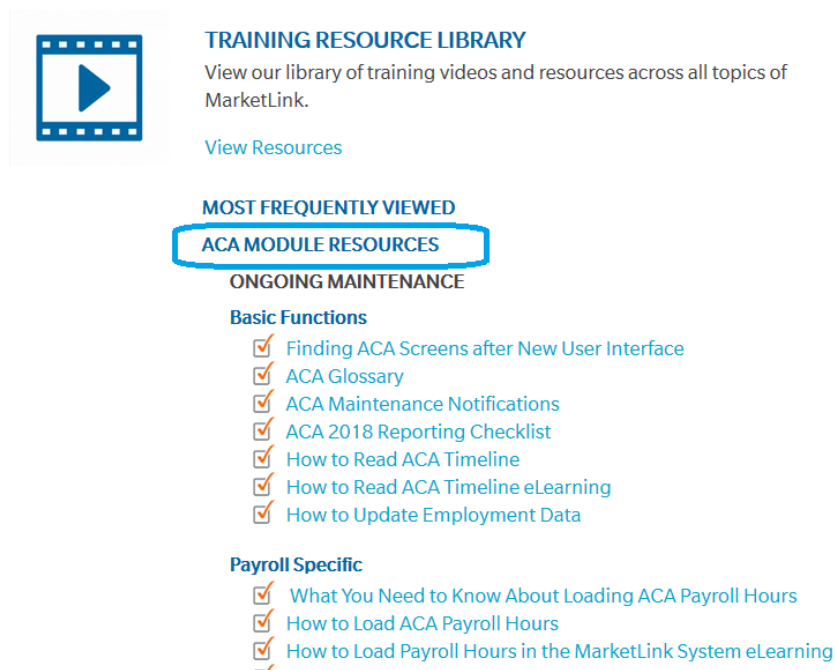 TRAINING RESOURCE LIBRARY
View our library of training videos and resources across all topics of
MarketLink.
View Resources
MOST FREQUENTLY VIEWED
ACA MODULE RESOURCES
ONGOING MAINTENANCE
Basic Functions
Finding ACA Screens after New User Interface
ACA Glossary
ACA Maintenance Notifications
ACA 2018 Reporting Checklist
How to Read ACA Timeline
How to Read ACA Timeline eLearning
How to Update Employment Data
Payroll Specific
What You Need to Know About Loading ACA Payroll Hours
How to Load ACA Payroll Hours
How to Load Payroll Hours in the MarketLink System eLearning